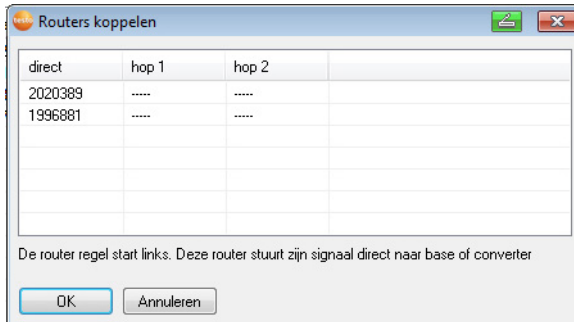 testo Routers koppelen
direct hop 1 hop 2
2020389 ----- -----
1996881 ----- -----
De router regel start links. Deze router stuurt zijn signaal direct naar base of converter
OK Annuleren